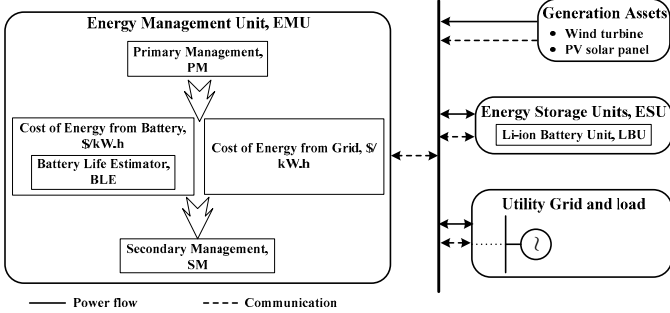 Energy Management Unit, EMU
Primary Management,
PM
Cost of Energy from Battery,
$/kW.h
Battery Life Estimator,
BLE
Cost of Energy from Grid, $/
kW.h
Secondary Management,
SM
Generation Assets
• Wind turbine
• PV solar panel
Energy Storage Units, ESU
Li-ion Battery Unit, LBU
Utility Grid and load
Power flow
Communication